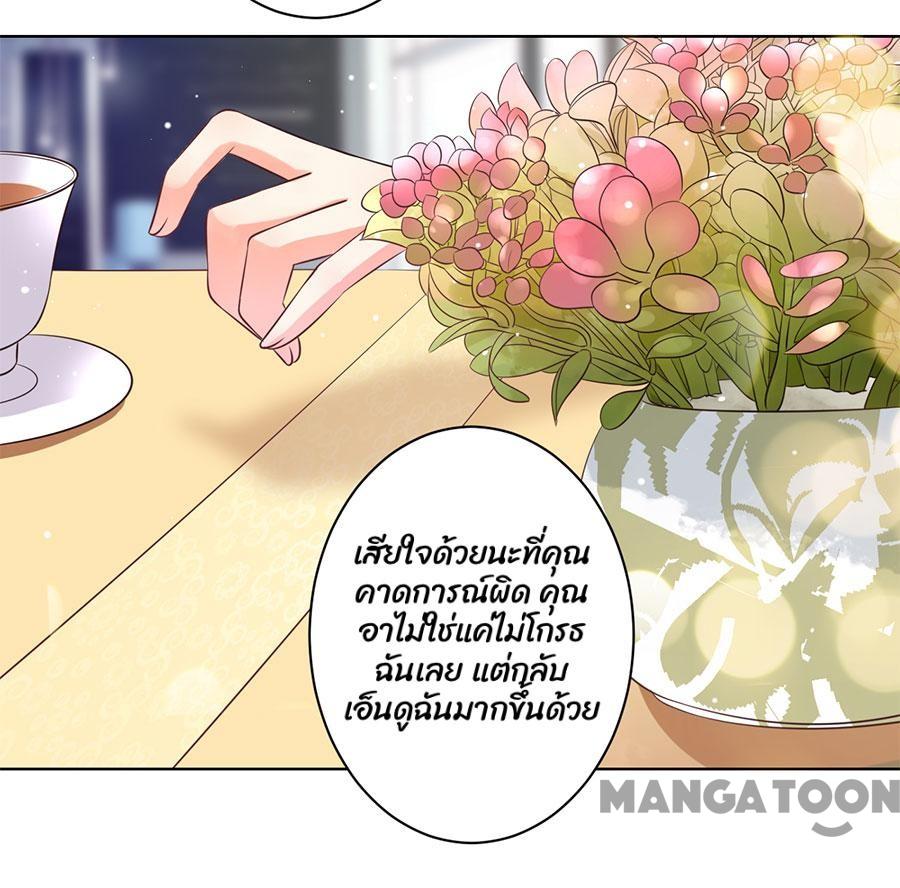 เสียใจด้วยนะที่คุณ
คาดการณ์ผิด คุณ
อาไม่ใช่แค่ไม่โกรธ
ฉันเลย แต่กลับ
เอ็นดูฉันมากขึ้นด้วย
MANGATOON